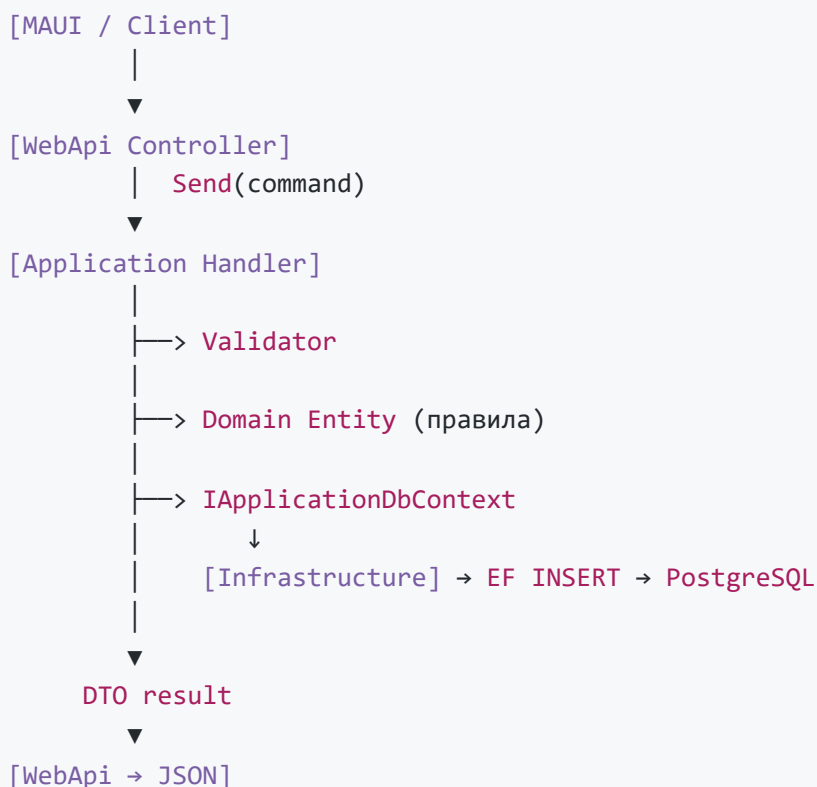 [MAUI / Client]
│
▼
[WebApi Controller]
│ Send(command)
▼
[Application Handler]
│
├──> Validator
│
├──> Domain Entity (правила)
│
├──> IApplicationDbContext
│ ↓
│ [Infrastructure] → EF INSERT → PostgreSQL
│
▼
DTO result
▼
[WebApi → JSON]